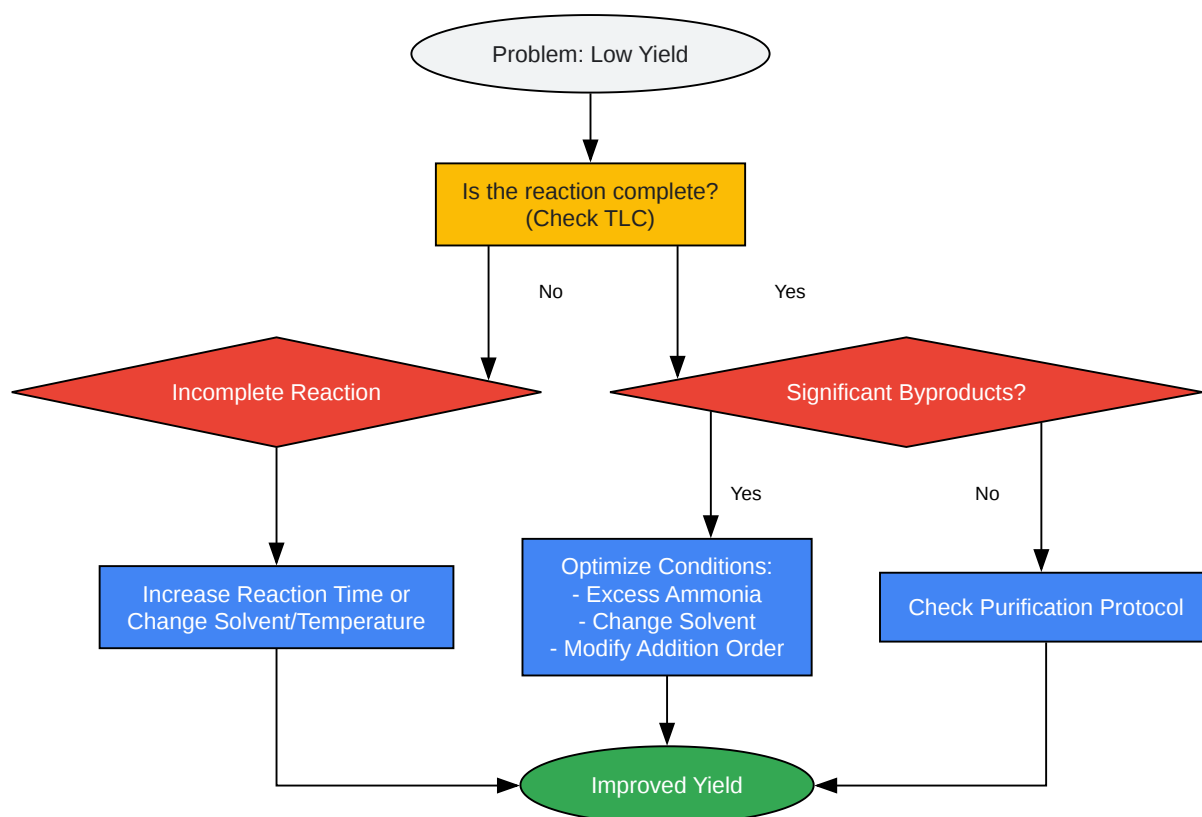 Problem: Low Yield
Is the reaction complete?
(Check TLC)
No
Yes
Incomplete Reaction
Significant Byproducts?
Yes
No
Increase Reaction Time or
Change Solvent/Temperature
Optimize Conditions:
- Excess Ammonia
- Change Solvent
- Modify Addition Order
Check Purification Protocol
Improved Yield